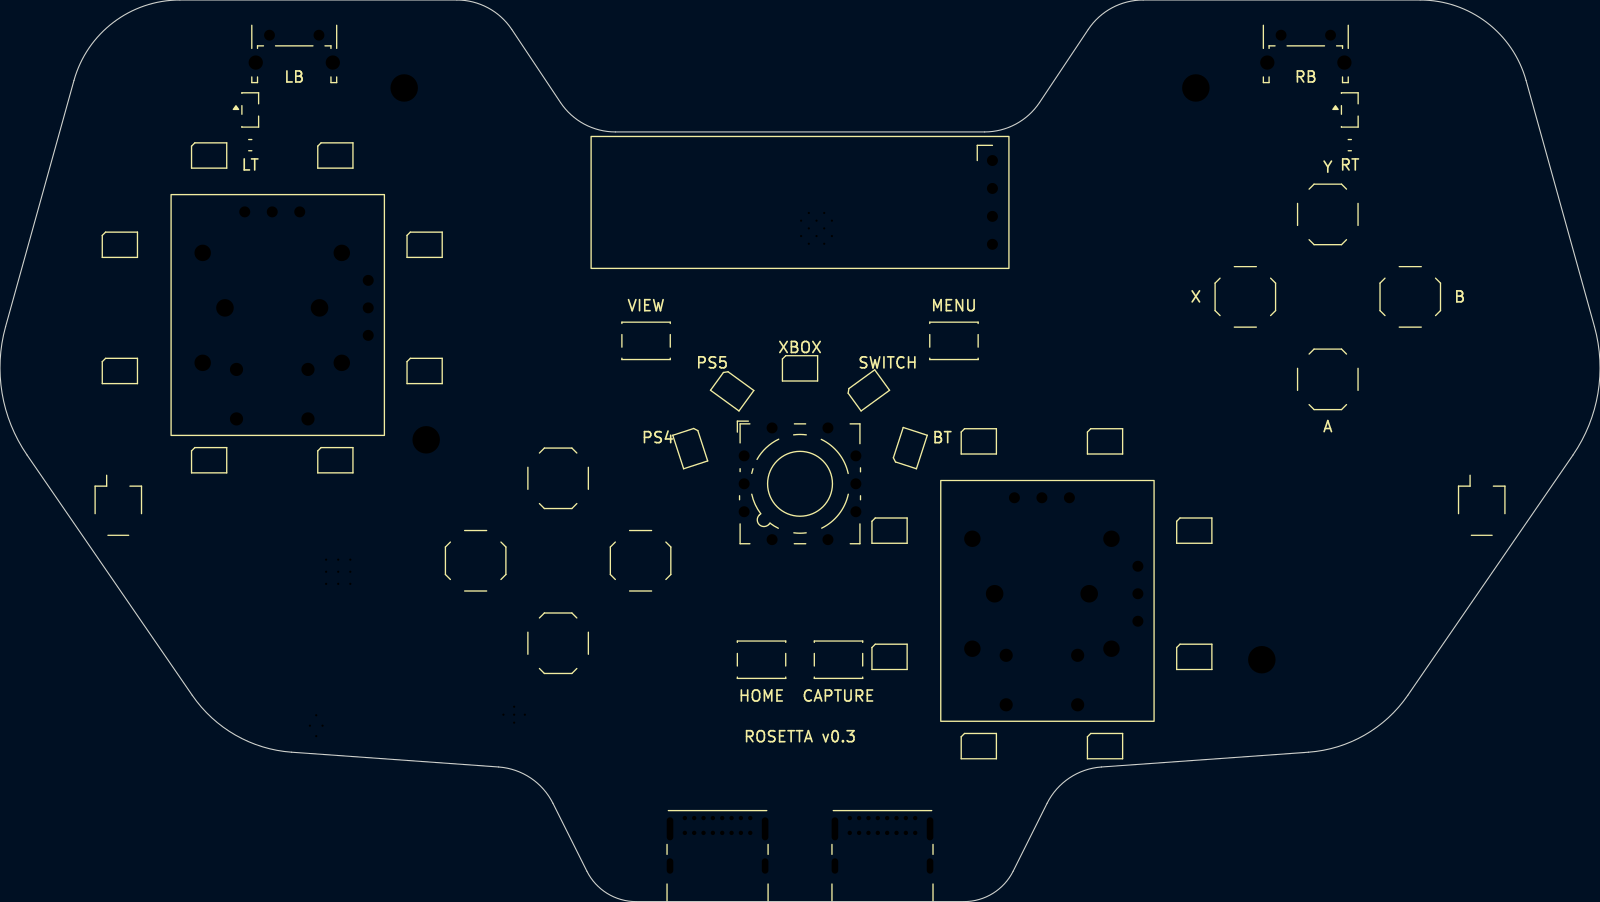 LB
RB
LT
Y
RT
X
B
VIEW
MENU
XBOX
PS5
SWITCH
A
PS4
BT
HOME
CAPTURE
ROSETTA v0.3